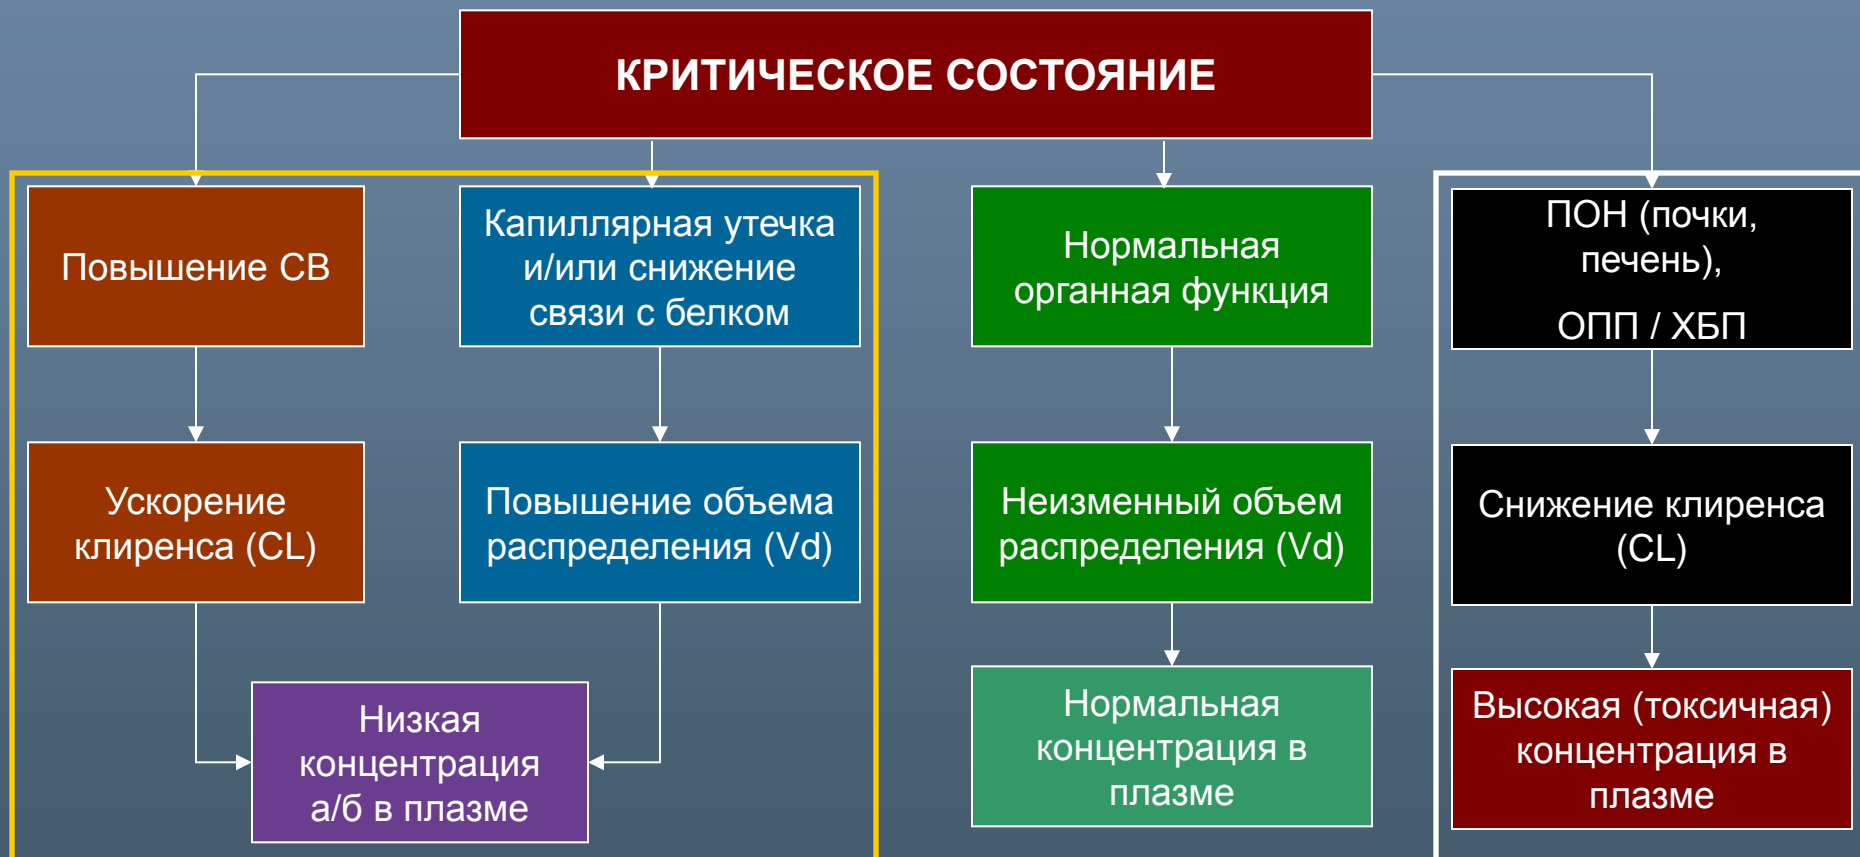 КРИТИЧЕСКОЕ СОСТОЯНИЕ
Повышение СВ
Капиллярная утечка
и/или снижение
связи с белком
Нормальная
органная функция
ПОН (почки,
печень),
ОПП / ХБП
Ускорение
клиренса (CL)
Повышение объема
распределения (Vd)
Неизменный объем
распределения (Vd)
Снижение клиренса
(CL)
Низкая
концентрация
а/б в плазме
Нормальная
концентрация в
плазме
Высокая (токсичная)
концентрация в
плазме